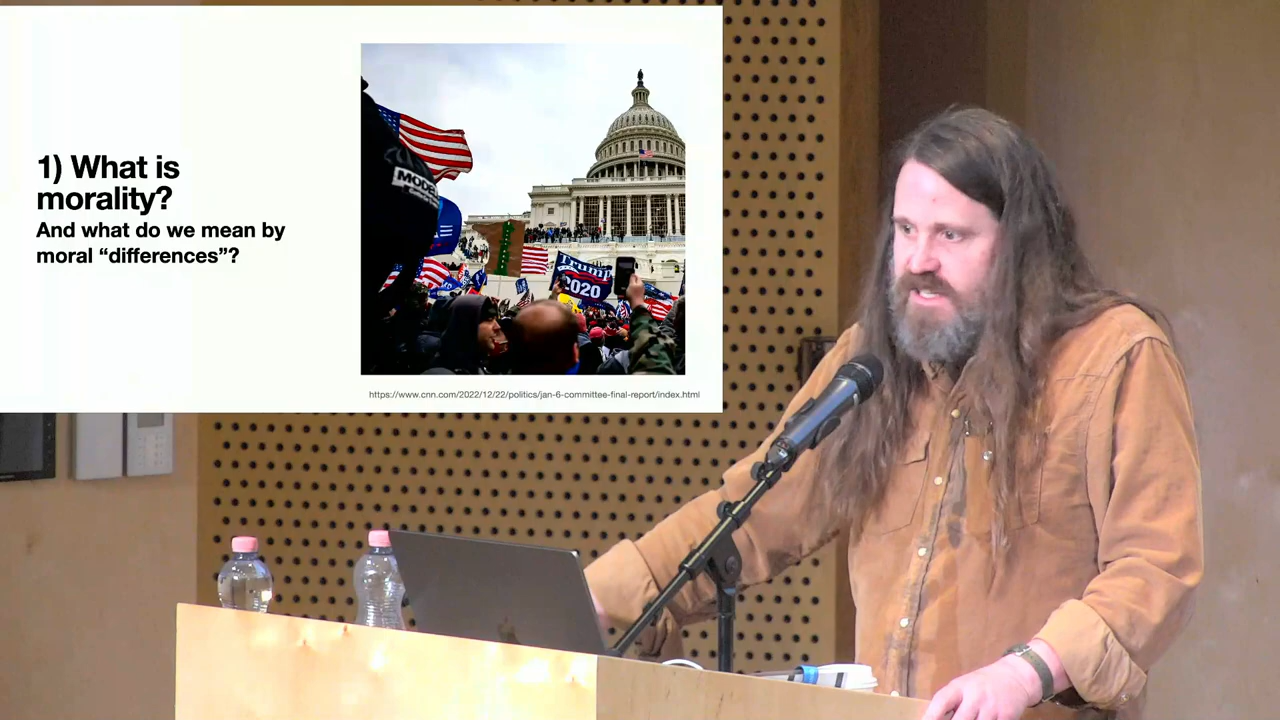 1) What is
morality?
And what do we mean by
moral “differences”?
MODE
Trump
2020
https://www.cnn.com/2022/12/22/politics/jan-6-committee-final-report/index.html